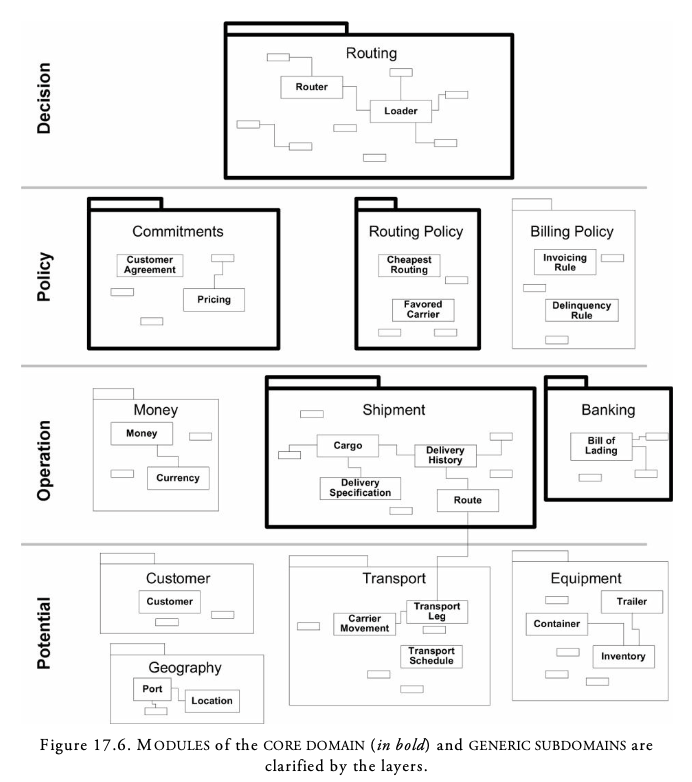 Decision
Routing
Router
Loader
Policy
Commitments
Customer
Agreement
Pricing
Routing Policy
Cheapest
Routing
Favored
Carrier
Billing Policy
Invoicing
Rule
Delinquency
Rule
Operation
Money
Money
Currency
Shipment
Cargo
Delivery
History
Delivery
Specification
Route
Banking
Bill of
Lading
Potential
Customer
Customer
Geography
Port
Location
Transport
Transport
Leg
Carrier
Movement
Transport
Schedule
Equipment
Trailer
Container
Inventory
Figure 17.6. MODULES of the CORE DOMAIN (in bold) and GENERIC SUBDOMAINS are
clarified by the layers.